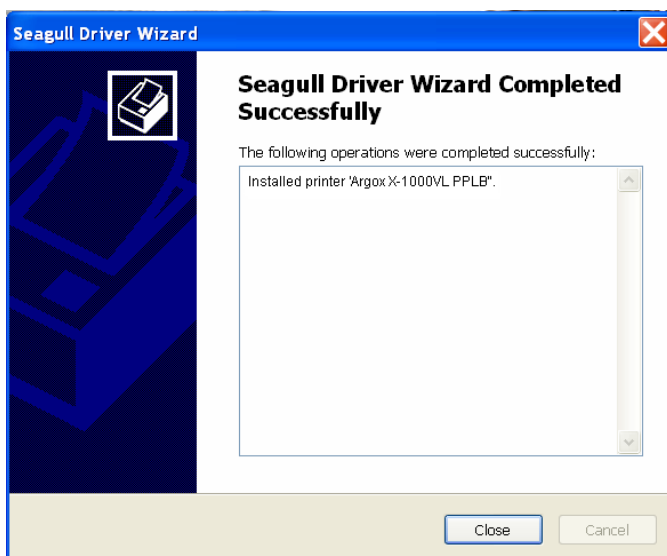 Seagull Driver Wizard
Seagull Driver Wizard Completed
Successfully
The following operations were completed successfully:
Installed printer 'Argox X-1000VL PPLB".
Close
Cancel